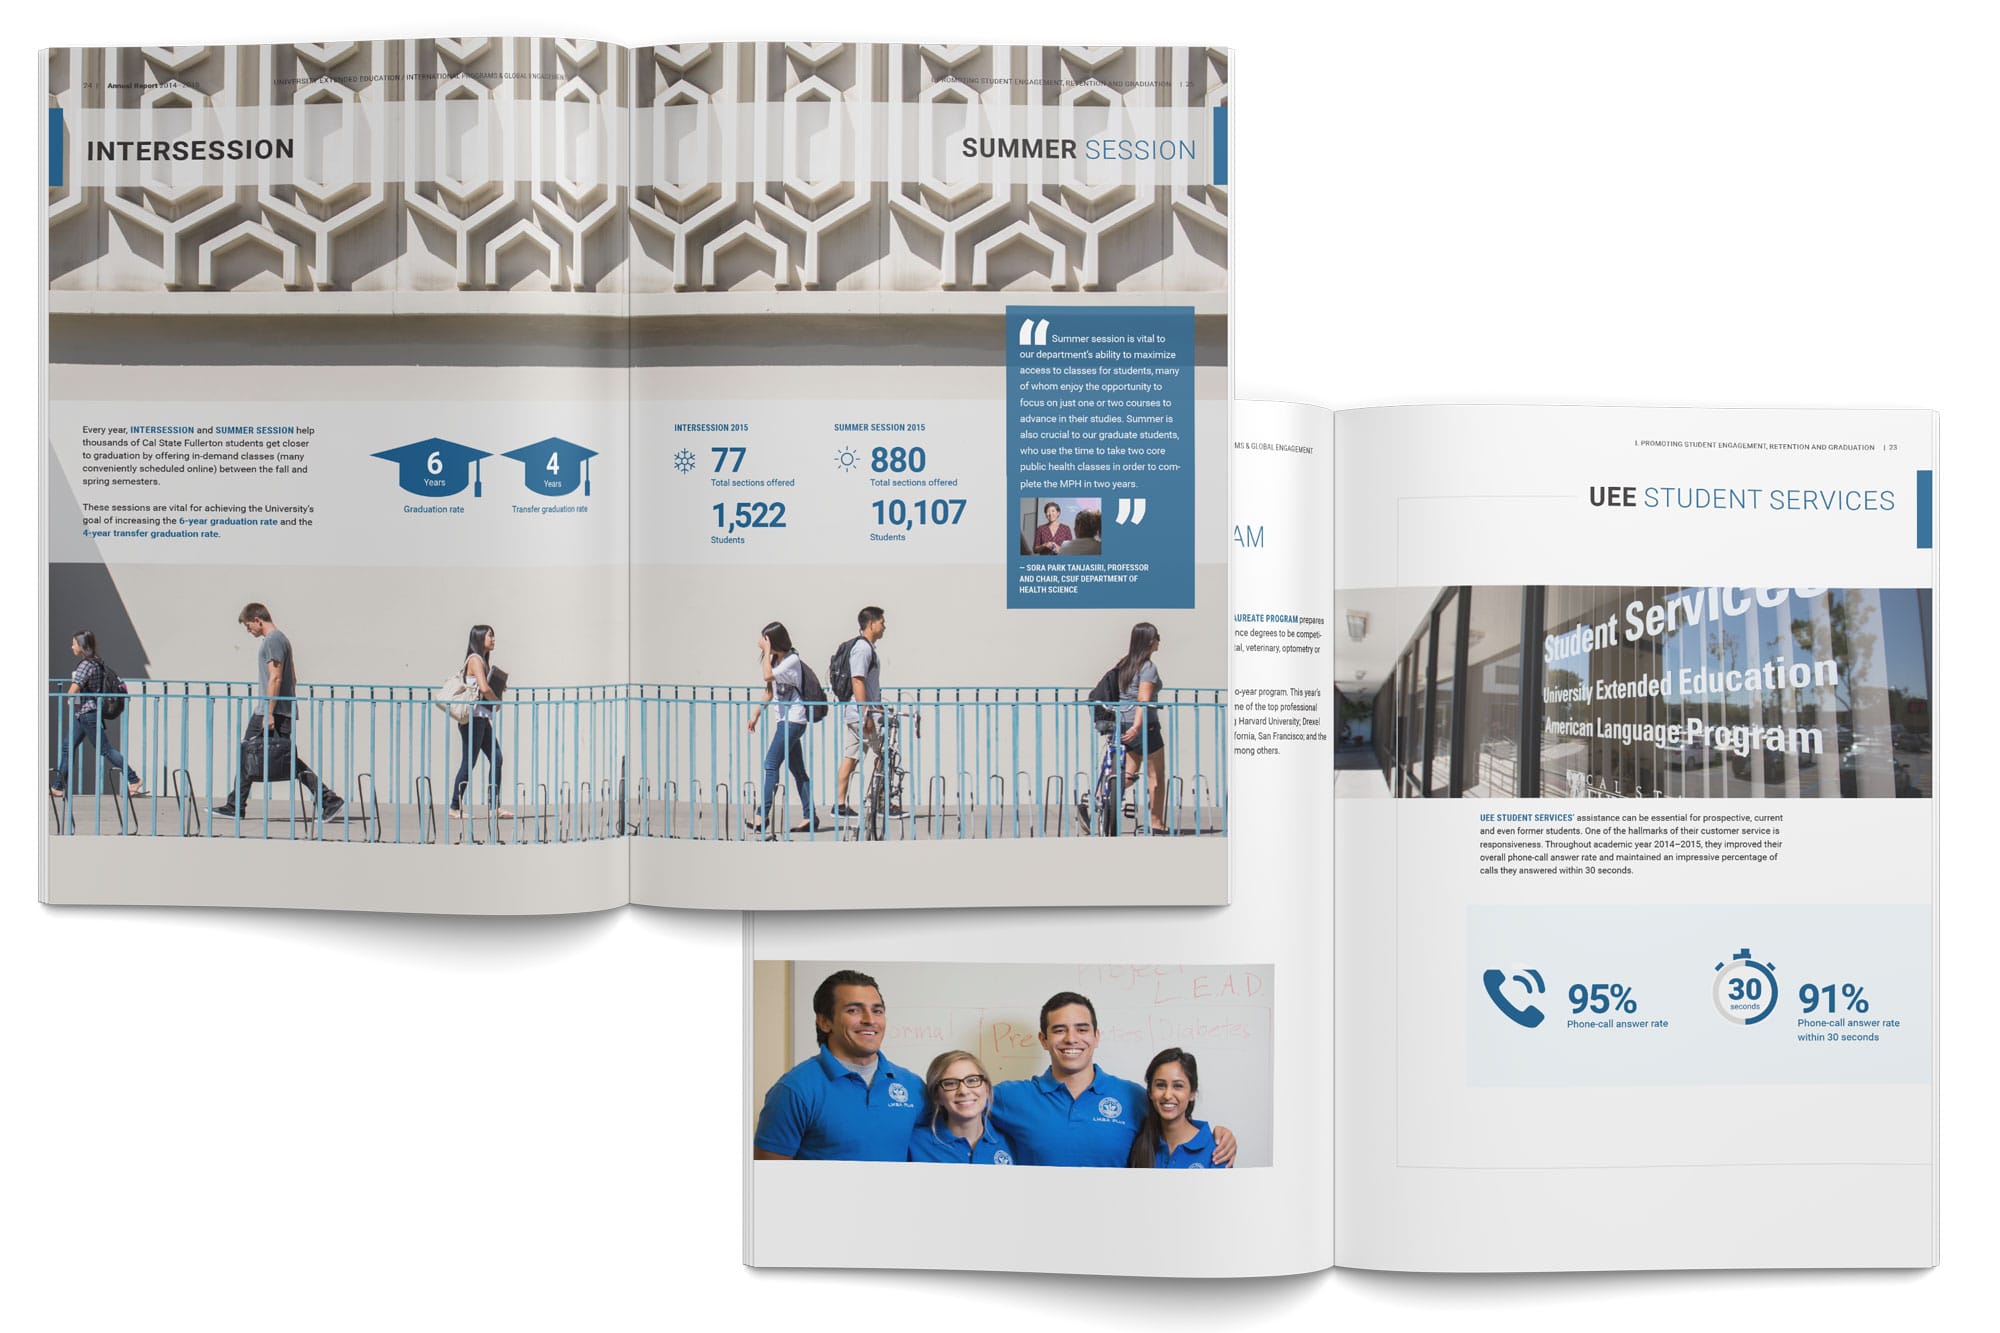 24 | Annual Report 2014–2015
UNIVERSITY EXTENDED EDUCATION / INTERNATIONAL PROGRAMS & GLOBAL ENGAGEMENT
INTERSESSION
Every year, INTERSESSION and SUMMER SESSION help
thousands of Cal State Fullerton students get closer
to graduation by offering in-demand classes (many
conveniently scheduled online) between the fall and
spring semesters.
These sessions are vital for achieving the University's
goal of increasing the 6-year graduation rate and the
4-year transfer graduation rate.
6
Years
Graduation rate
4
Years
Transfer graduation rate
I. PROMOTING STUDENT ENGAGEMENT, RETENTION AND GRADUATION | 25
SUMMER SESSION
INTERSESSION 2015
77
Total sections offered
1,522
Students
SUMMER SESSION 2015
880
Total sections offered
10,107
Students
“ Summer session is vital to
our department's ability to maximize
access to classes for students, many
of whom enjoy the opportunity to
focus on just one or two courses to
advance in their studies. Summer is
also crucial to our graduate students,
who use the time to take two core
public health classes in order to com-
plete the MPH in two years.
”
– SORA PARK TANJASIRI, PROFESSOR
AND CHAIR, CSUF DEPARTMENT OF
HEALTH SCIENCE
MS & GLOBAL ENGAGEMENT
AM
AUREATE PROGRAM prepares
nce degrees to be competi-
tal, veterinary, optometry or
o-year program. This year's
me of the top professional
Harvard University; Drexel
fornia, San Francisco; and the
mong others.
Project
L.E.A.D.
ormal
Pre
tes
Diabetes
LHSA PLUS
LHSA PLUS
I. PROMOTING STUDENT ENGAGEMENT, RETENTION AND GRADUATION | 23
UEE STUDENT SERVICES
Student Services
University Extended Education
American Language Program
CAL ST
UEE STUDENT SERVICES' assistance can be essential for prospective, current
and even former students. One of the hallmarks of their customer service is
responsiveness. Throughout academic year 2014–2015, they improved their
overall phone-call answer rate and maintained an impressive percentage of
calls they answered within 30 seconds.
95%
Phone-call answer rate
30
seconds
91%
Phone-call answer rate
within 30 seconds